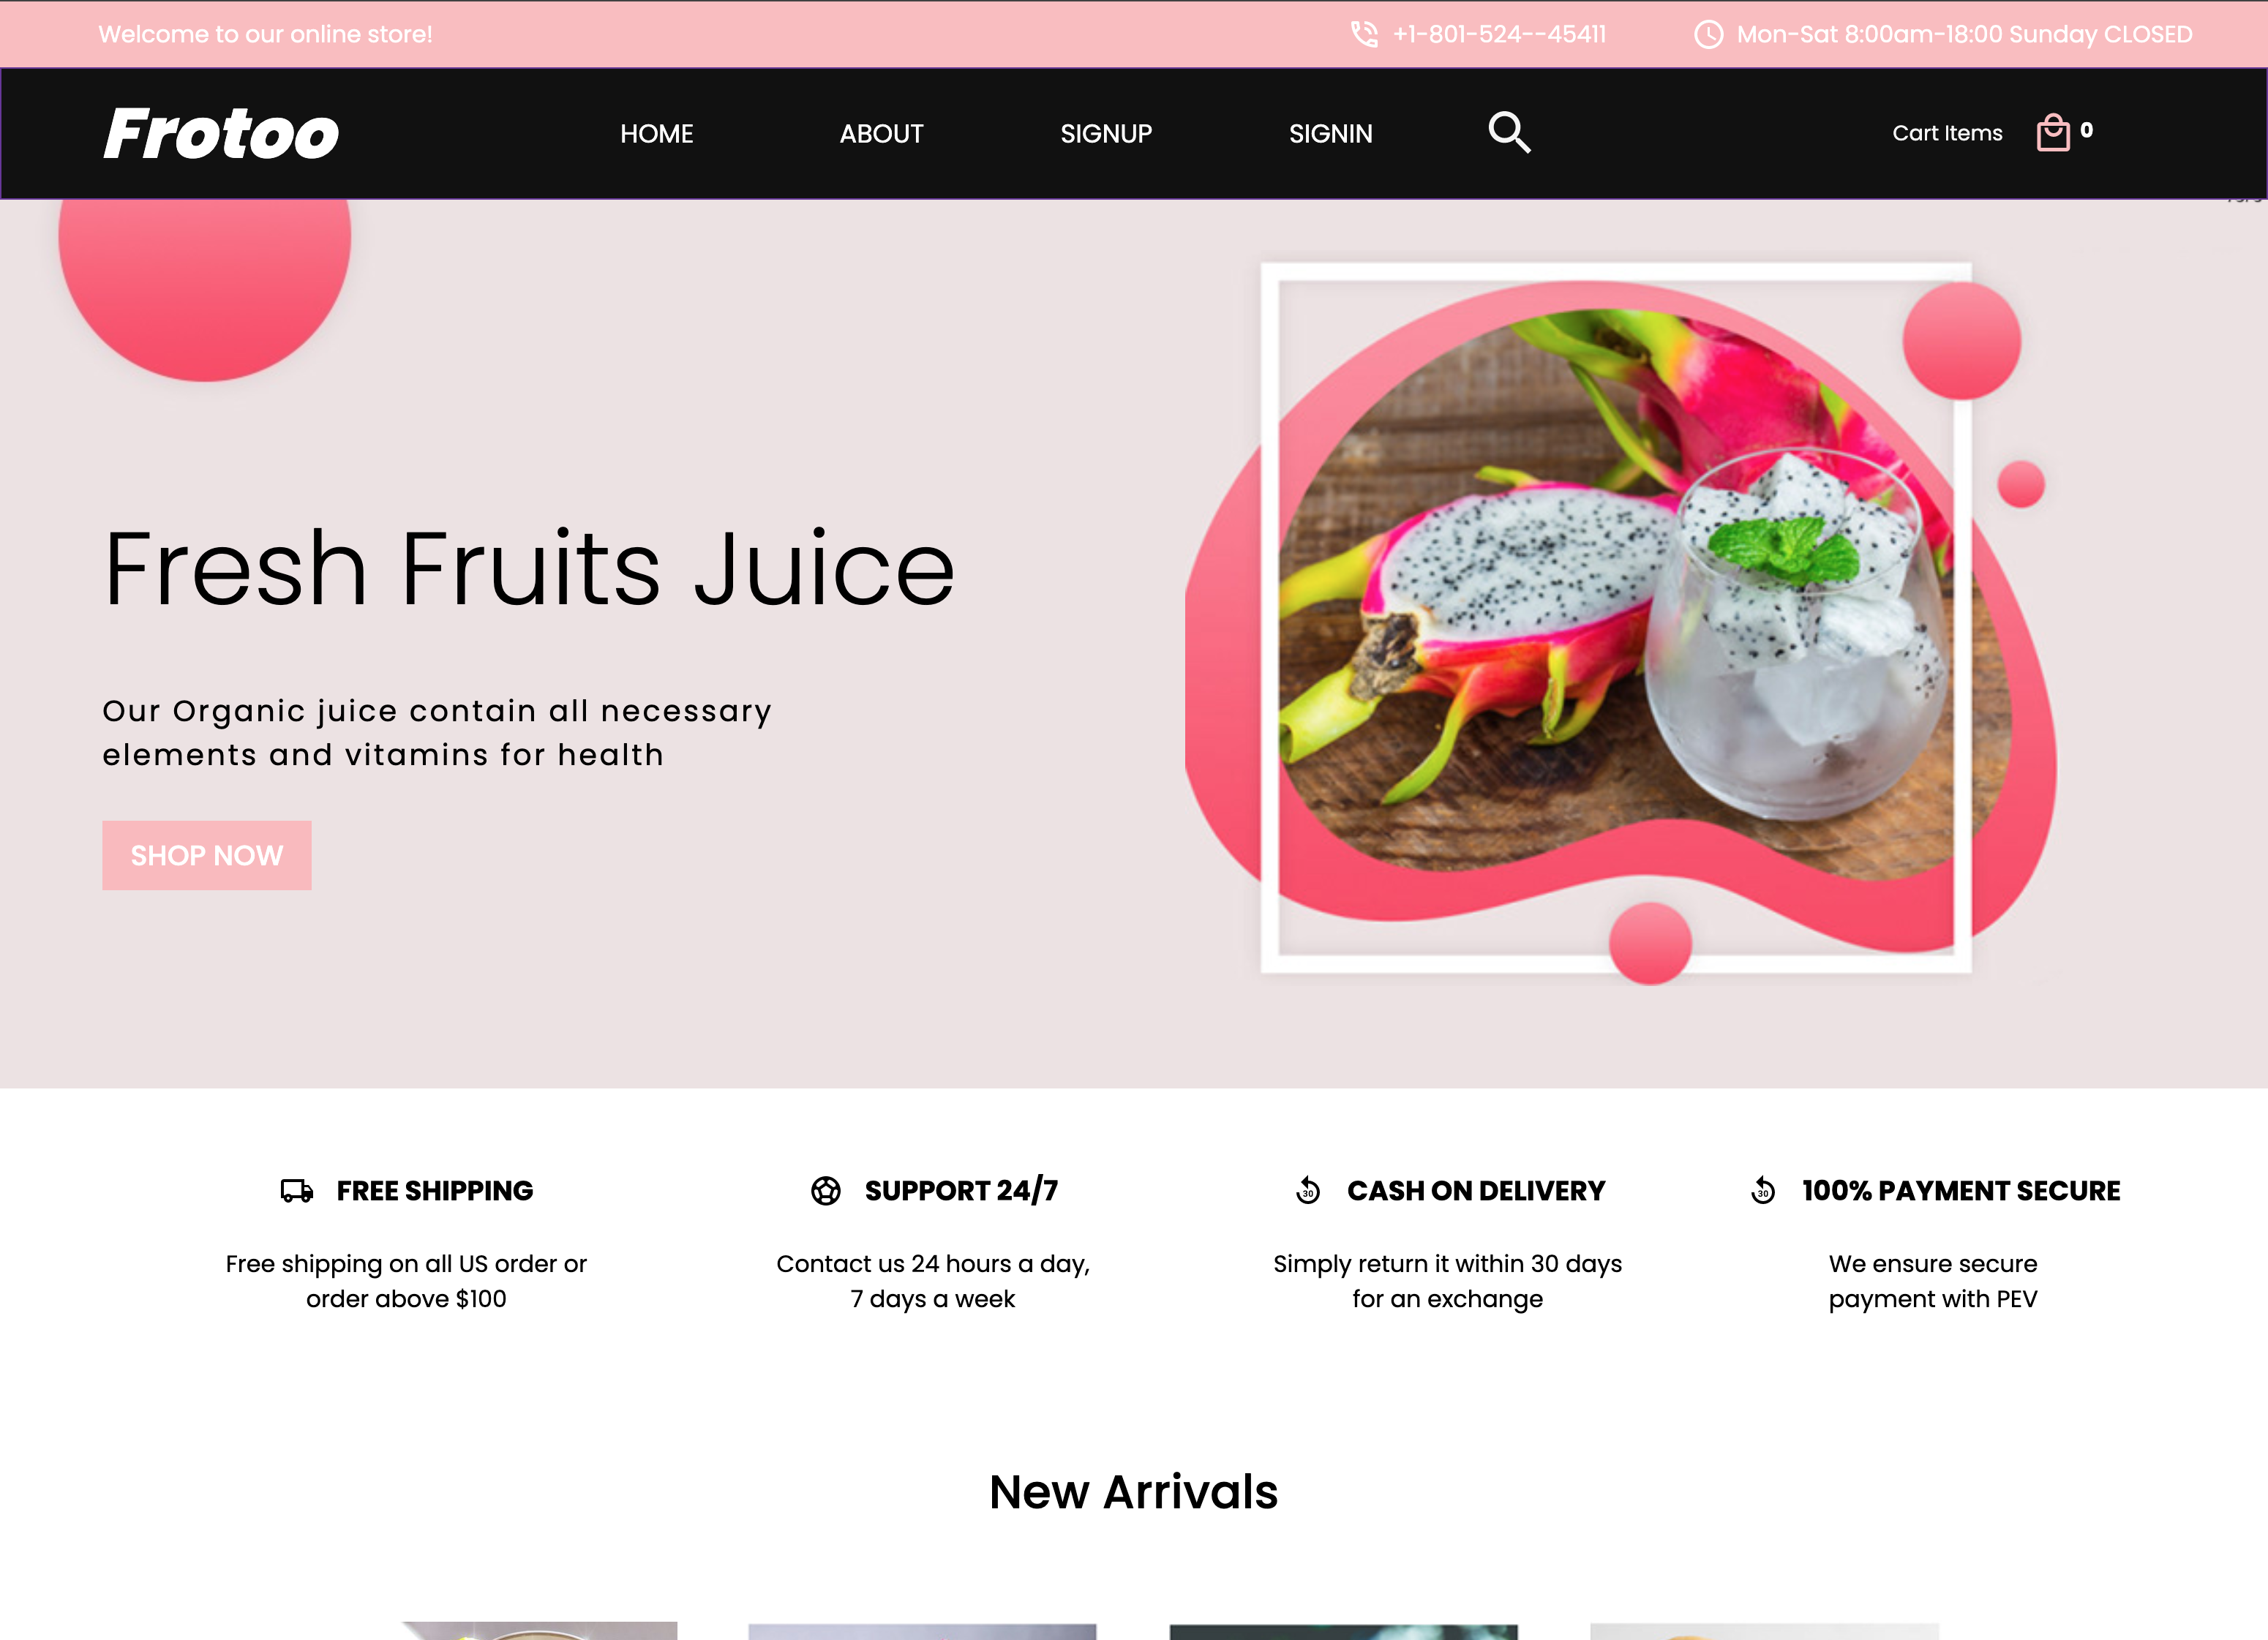 Welcome to our online store!
+1-801-524--45411
Mon-Sat 8:00am-18:00 Sunday CLOSED
Frotoo
HOME
ABOUT
SIGNUP
SIGNIN
Cart Items
0
Fresh Fruits Juice
Our Organic juice contain all necessary
elements and vitamins for health
SHOP NOW
FREE SHIPPING
Free shipping on all US order or
order above $100
SUPPORT 24/7
Contact us 24 hours a day,
7 days a week
30
CASH ON DELIVERY
Simply return it within 30 days
for an exchange
30
100% PAYMENT SECURE
We ensure secure
payment with PEV
New Arrivals